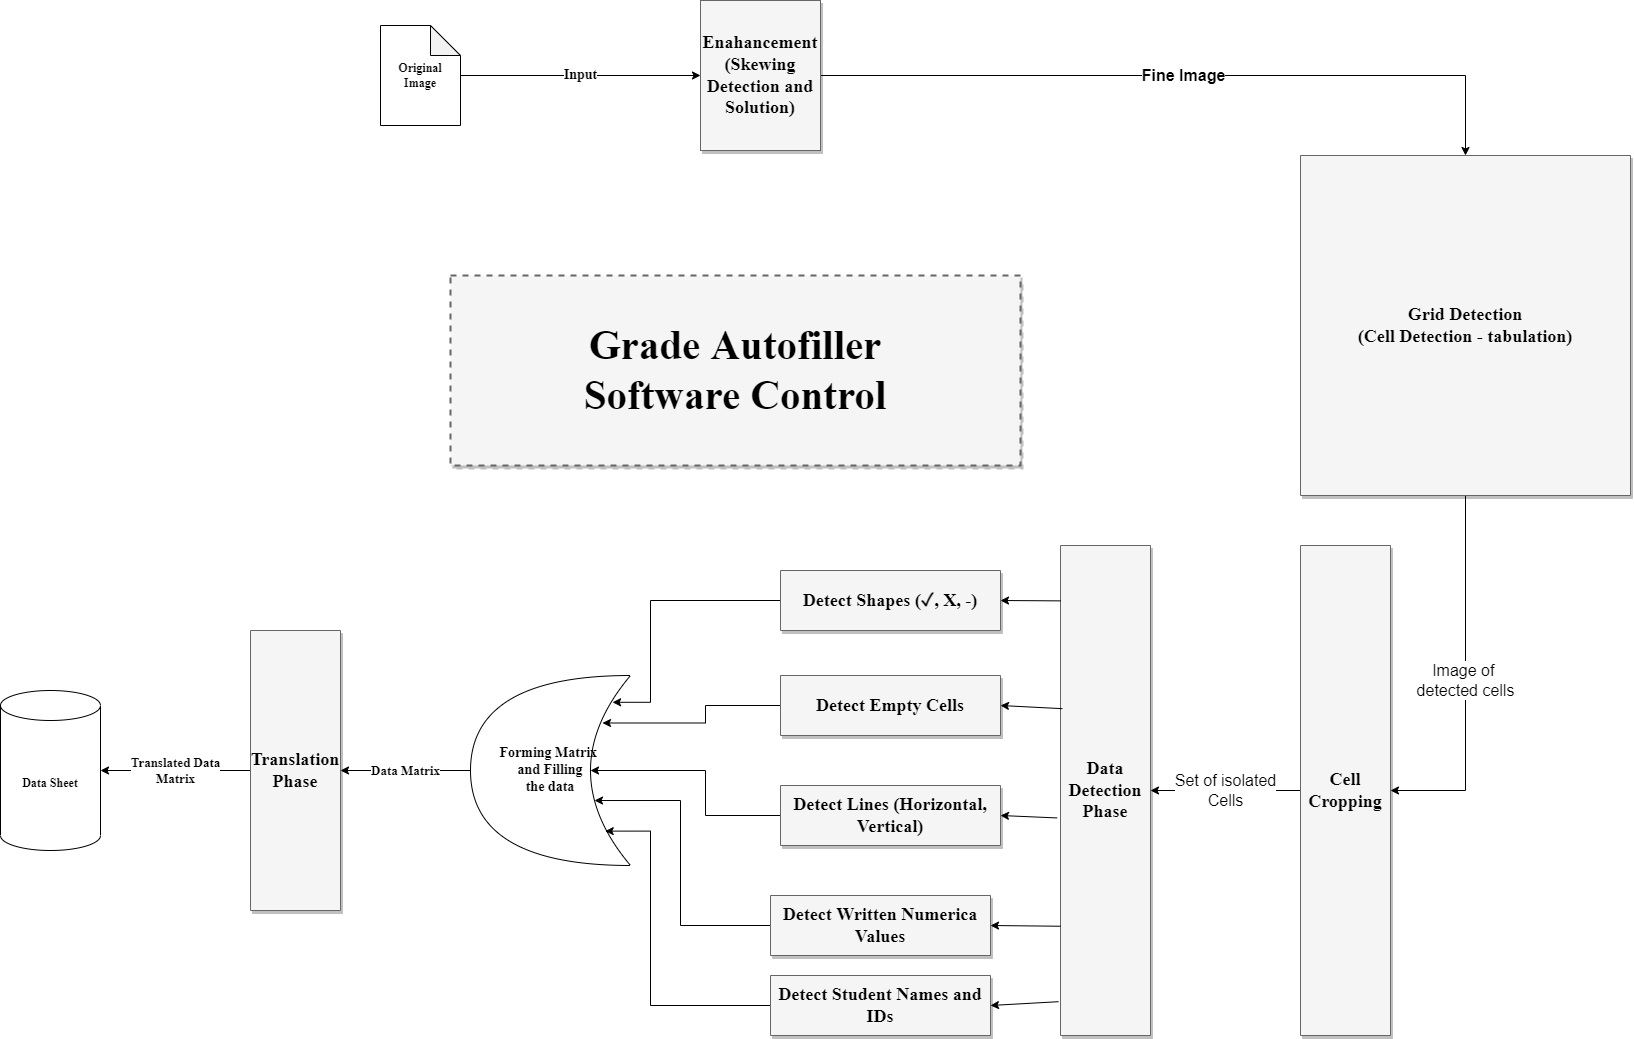 Original
Image
Input
Enahancement
(Skewing
Detection and
Solution)
Fine Image
Grid Detection
(Cell Detection - tabulation)
Grade Autofiller
Software Control
Image of
detected cells
Cell
Cropping
Set of isolated
Cells
Data
Detection
Phase
Detect Shapes (✓, X, -)
Detect Empty Cells
Detect Lines (Horizontal,
Vertical)
Detect Written Numerica
Values
Detect Student Names and
IDs
Forming Matrix
and Filling
the data
Data Matrix
Translation
Phase
Translated Data
Matrix
Data Sheet